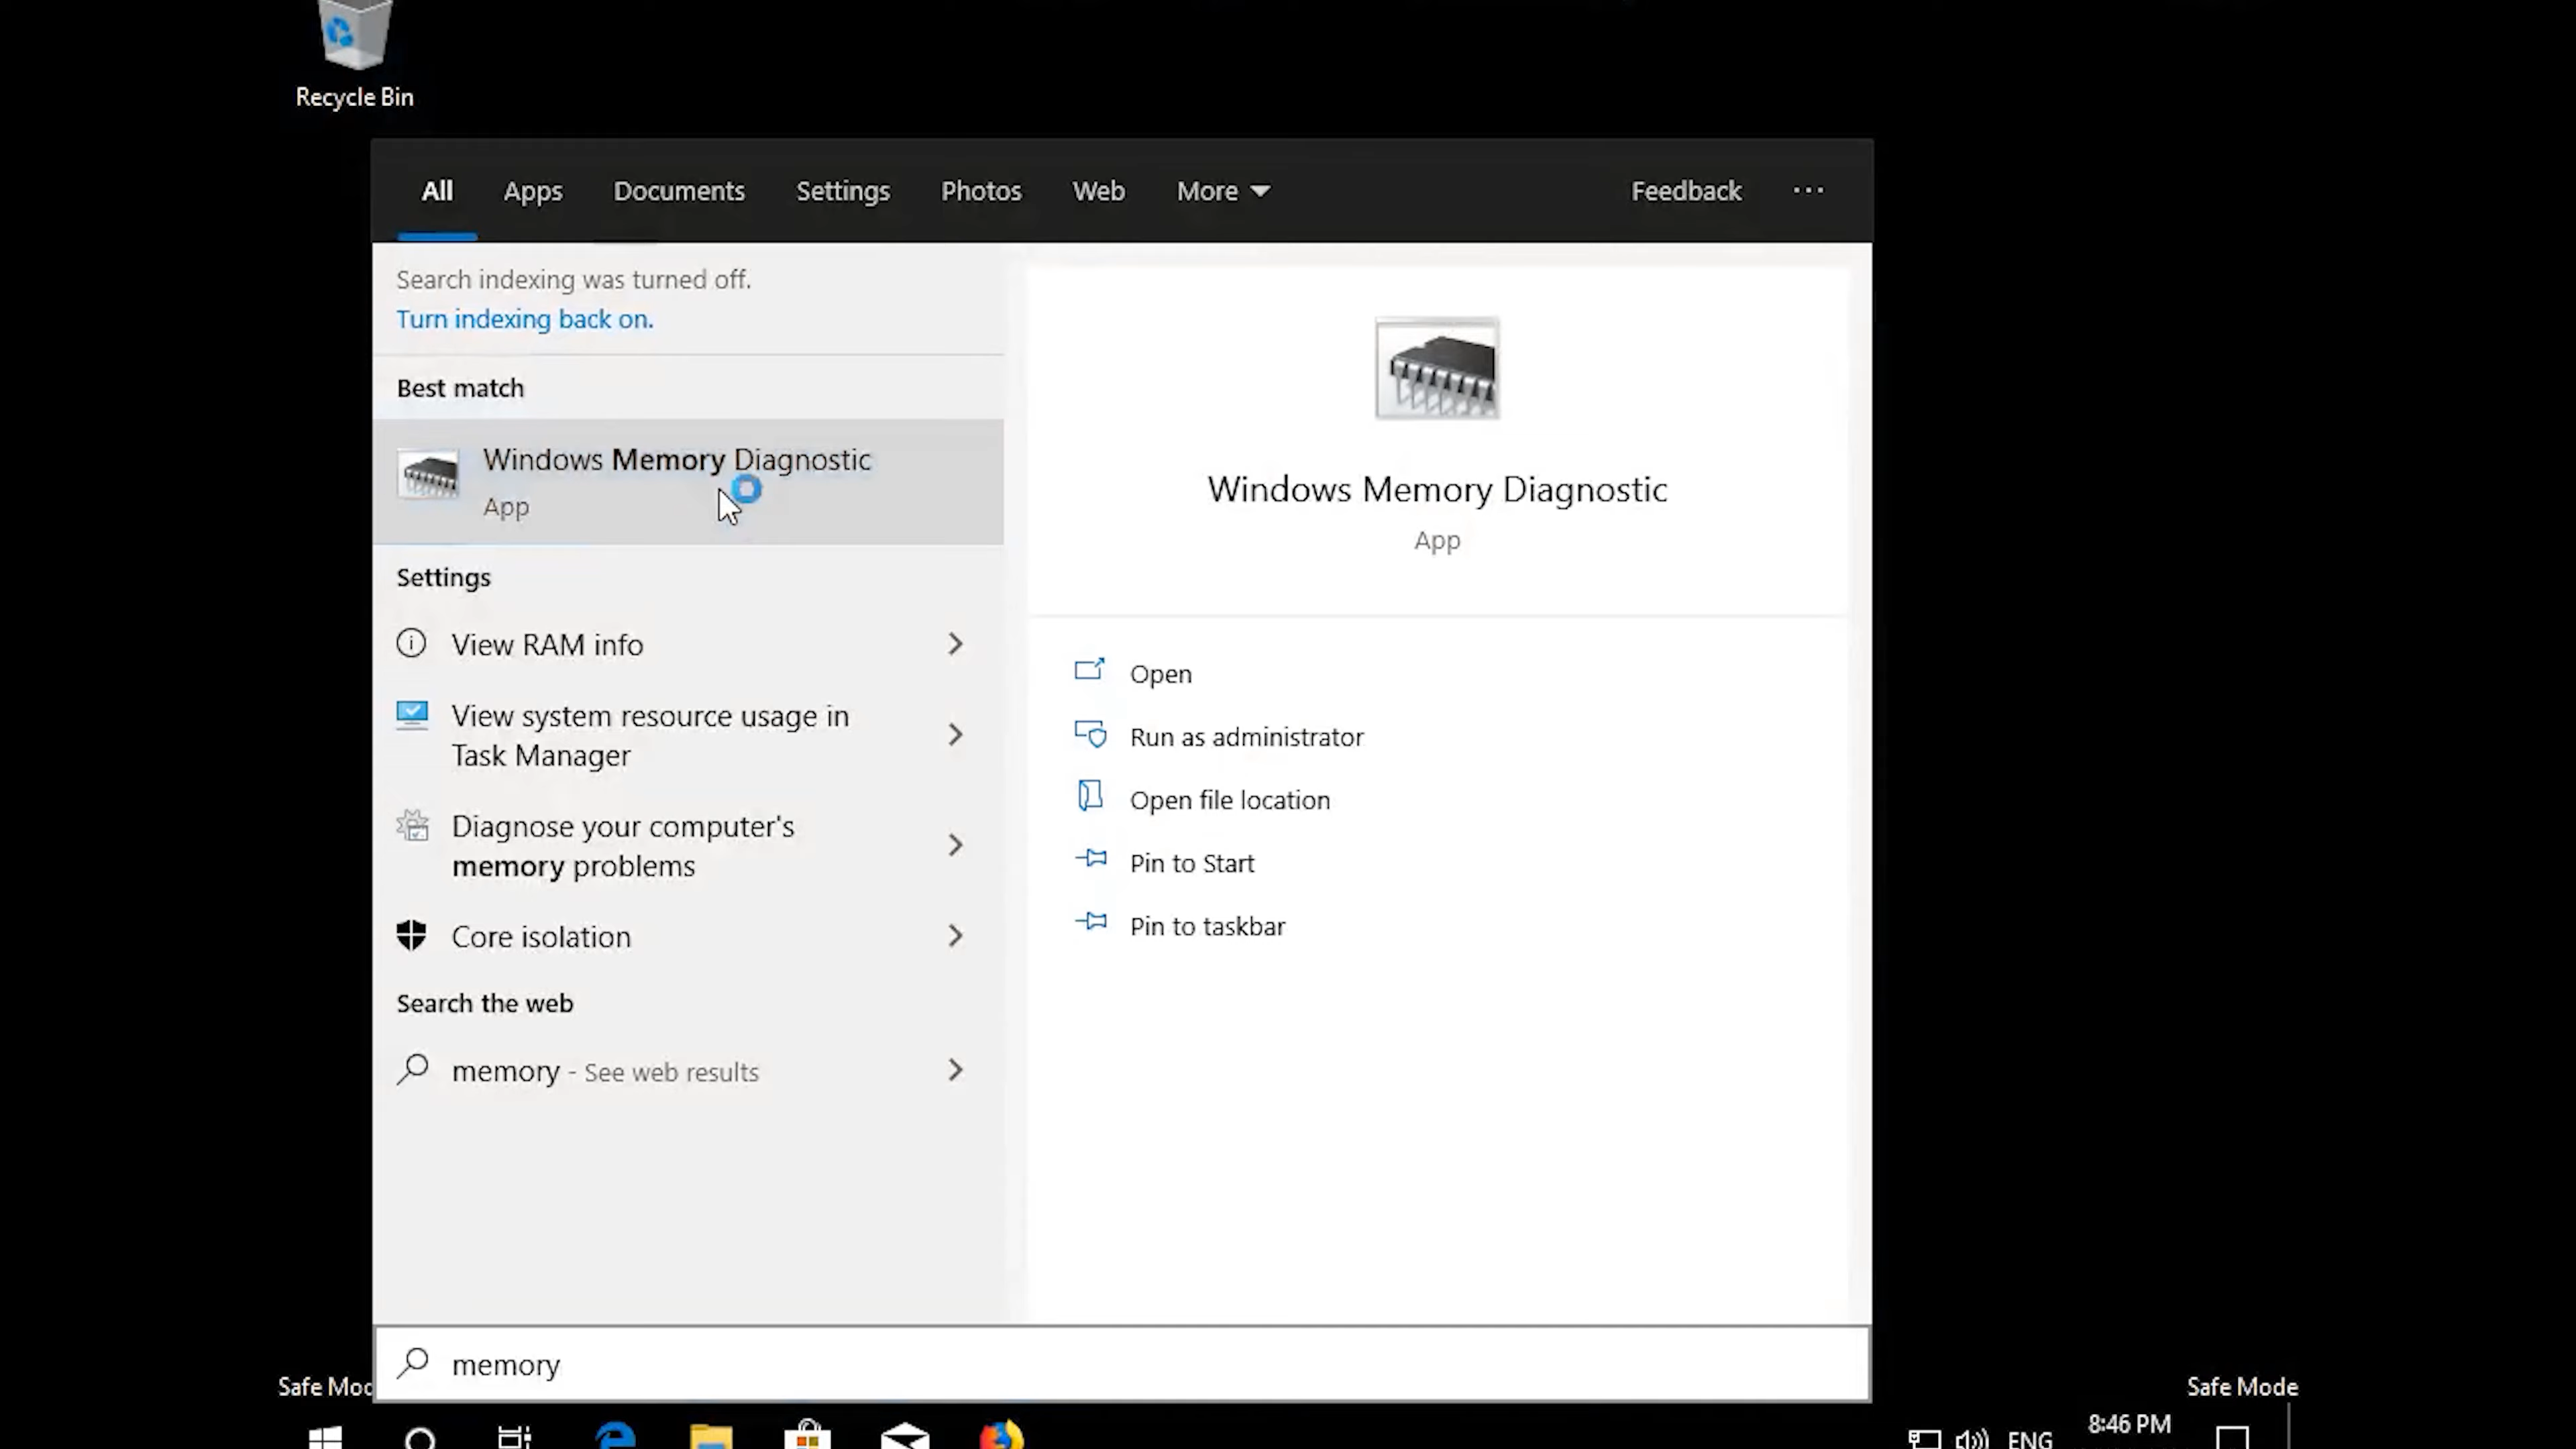 Recycle Bin
All Apps Documents Settings Photos Web More Feedback ...
Search indexing was turned off.
Turn indexing back on.
Best match
Windows Memory Diagnostic
App
Settings
View RAM info
View system resource usage in
Task Manager
Diagnose your computer's
memory problems
Core isolation
Search the web
memory - See web results
Windows Memory Diagnostic
App
Open
Run as administrator
Open file location
Pin to Start
Pin to taskbar
memory
Safe Mod
Safe Mode
ENG
8:46 PM